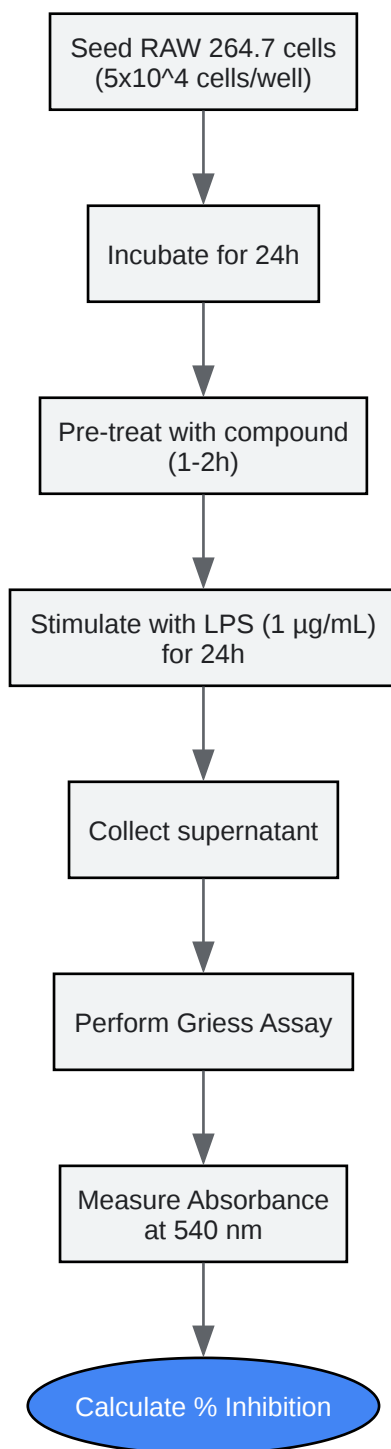 Seed RAW 264.7 cells
(5x10^4 cells/well)
Incubate for 24h
Pre-treat with compound
(1-2h)
Stimulate with LPS (1 µg/mL)
for 24h
Collect supernatant
Perform Griess Assay
Measure Absorbance
at 540 nm
Calculate % Inhibition